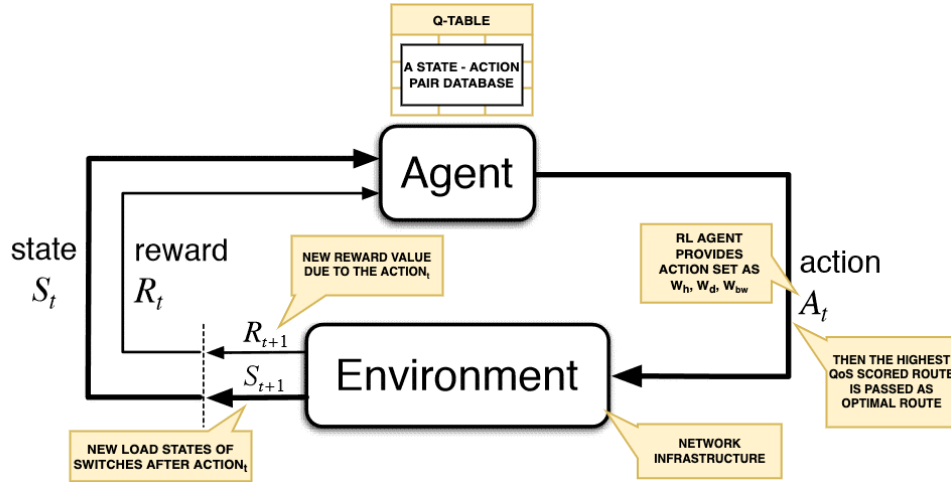 Q-TABLE
A STATE - ACTION
PAIR DATABASE
Agent
state
S_t
reward
R_t
NEW REWARD VALUE
DUE TO THE ACTION_t
RL AGENT
PROVIDES
ACTION SET AS
W_h, W_d, W_bw
action
A_t
R_{t+1}
S_{t+1}
Environment
THEN THE HIGHEST
QoS SCORED ROUTE
IS PASSED AS
OPTIMAL ROUTE
NEW LOAD STATES OF
SWITCHES AFTER ACTION_t
NETWORK
INFRASTRUCTURE